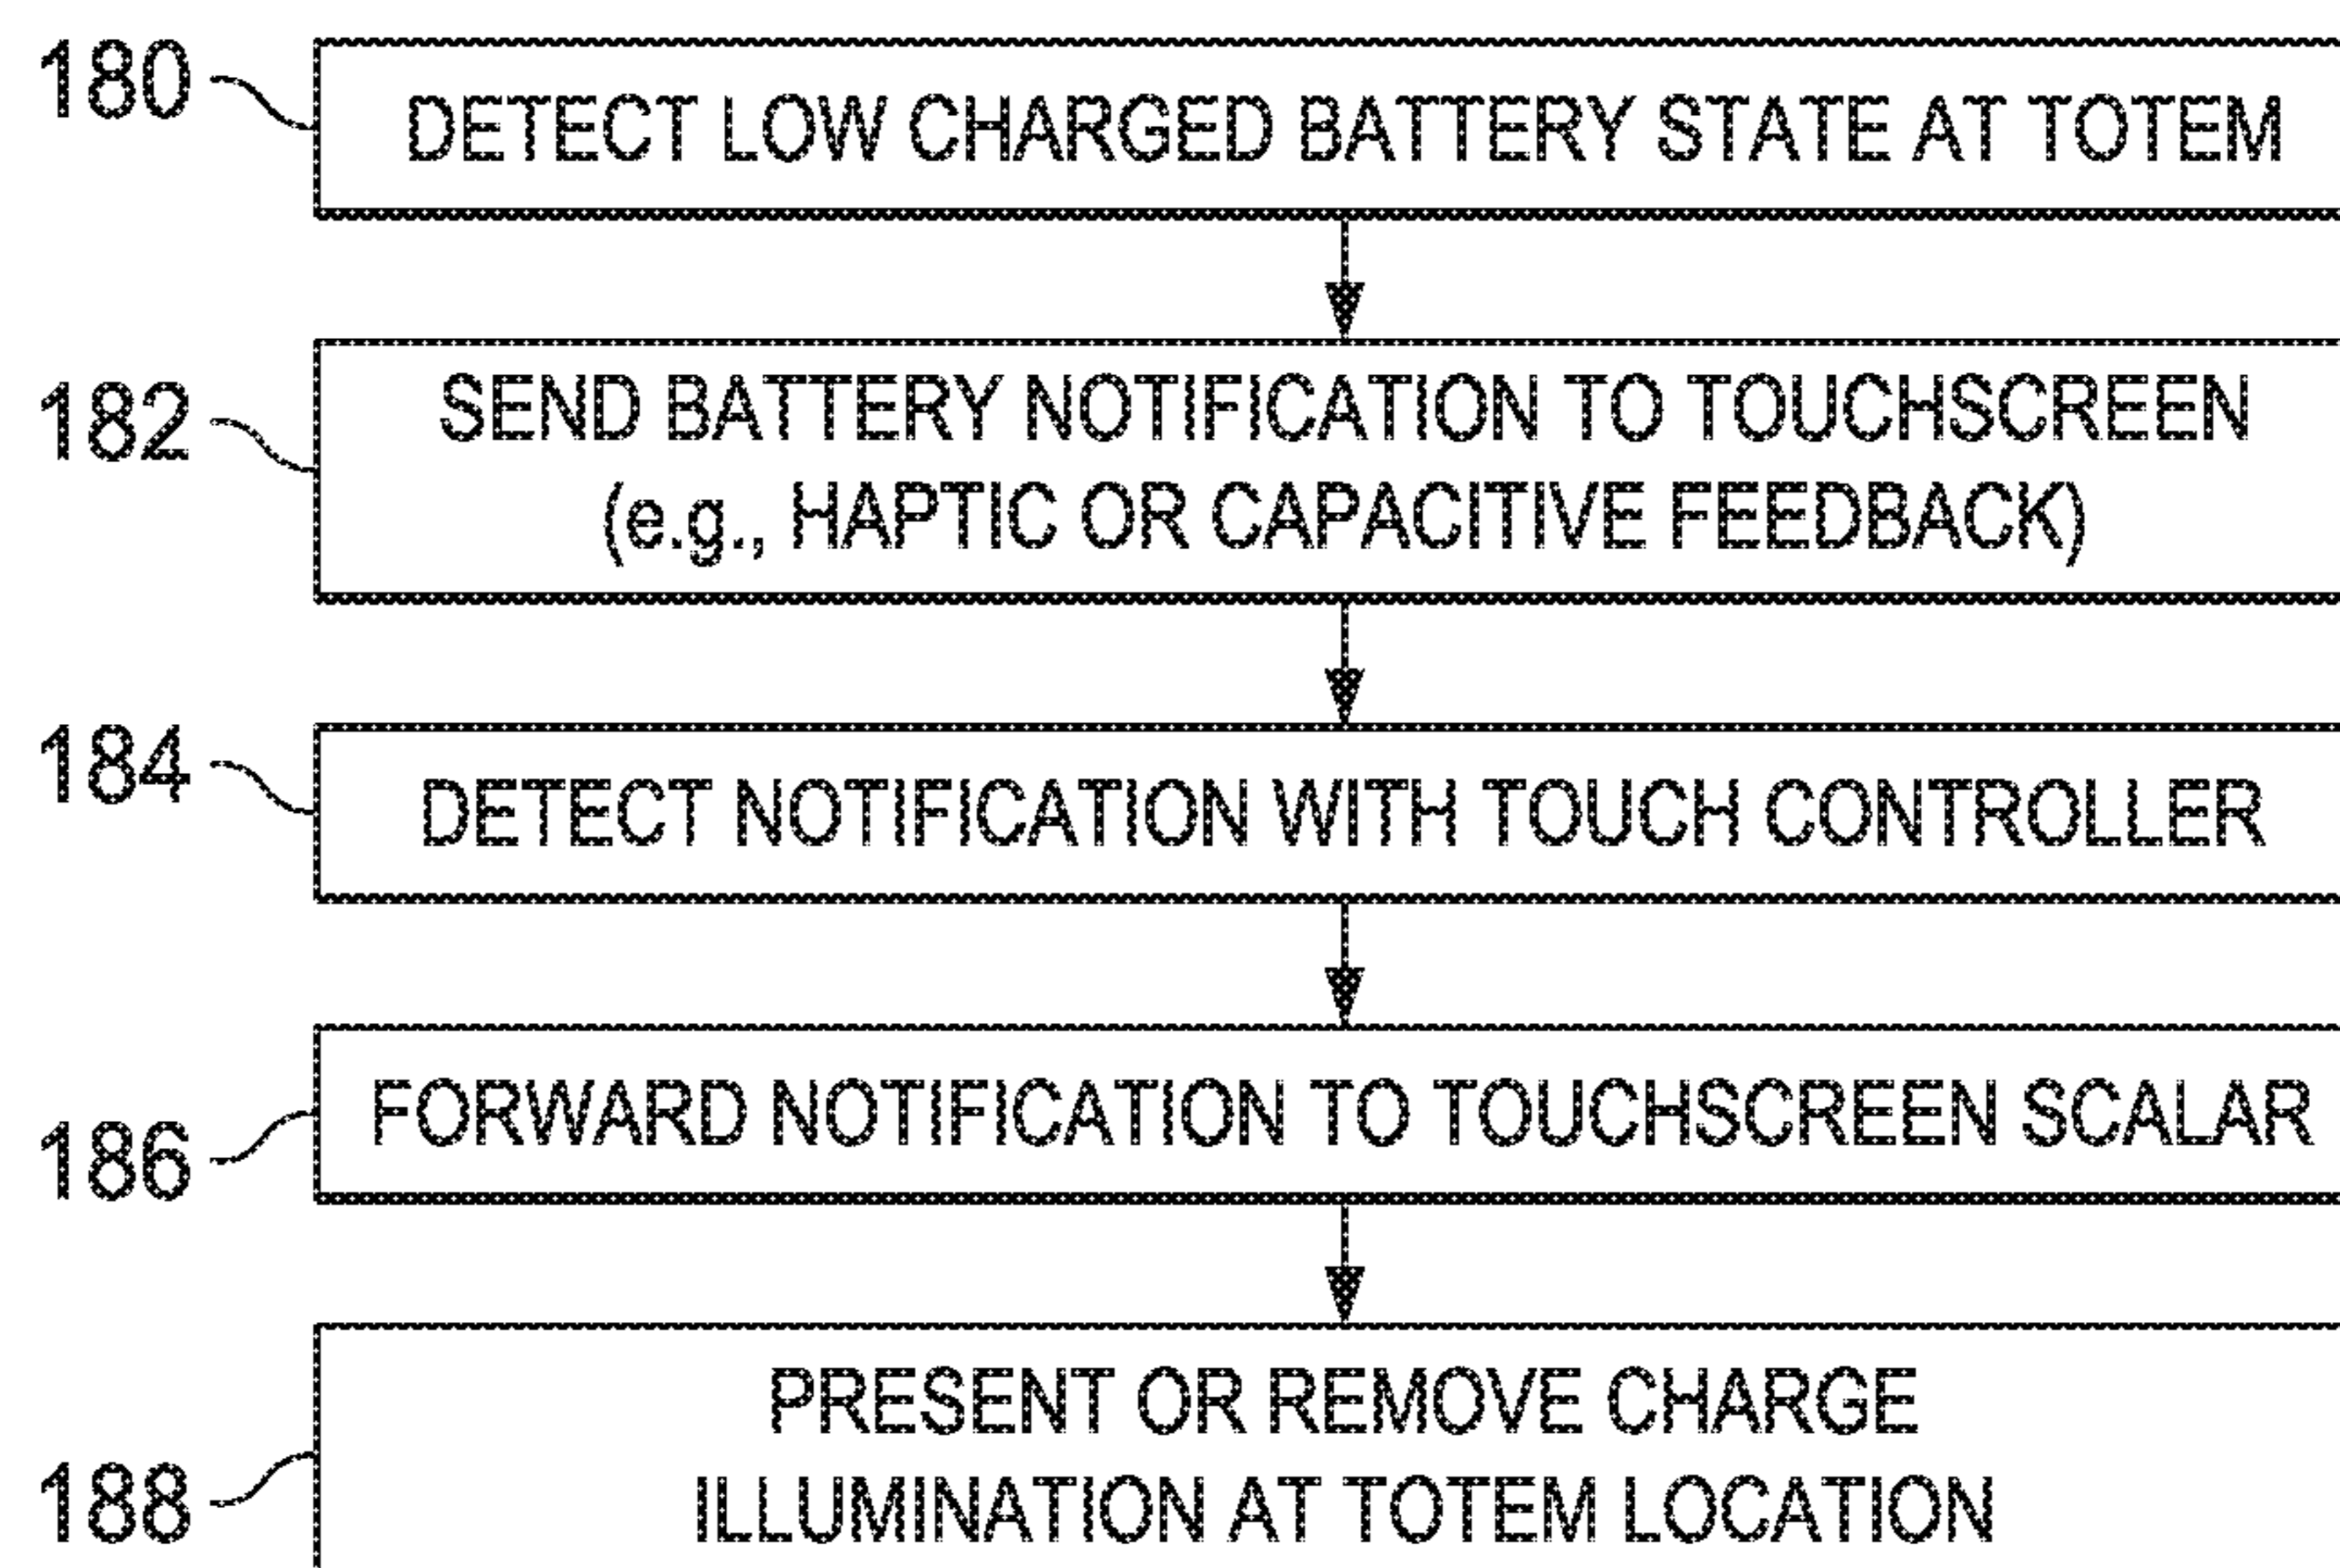 180
DETECT LOW CHARGED BATTERY STATE AT TOTEM
182
SEND BATTERY NOTIFICATION TO TOUCHSCREEN
(e.g., HAPTIC OR CAPACITIVE FEEDBACK)
184
DETECT NOTIFICATION WITH TOUCH CONTROLLER
186
FORWARD NOTIFICATION TO TOUCHSCREEN SCALAR
188
PRESENT OR REMOVE CHARGE
ILLUMINATION AT TOTEM LOCATION